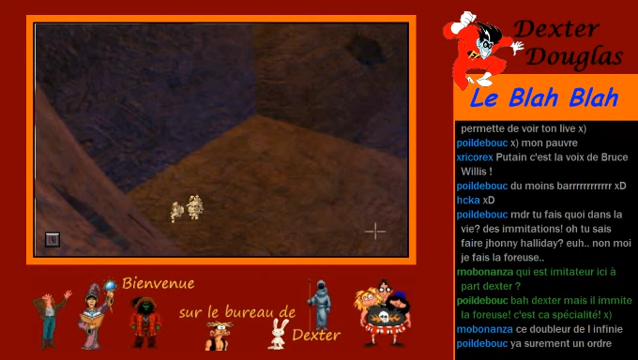 Dexter
Douglas
Le Blah Blah
permette de voir ton live x)
poildebouc x) mon pauvre
xricorex Putain c'est la voix de Bruce
Willis !
poildebouc du moins barrrrrrrrrrrr xD
hcka xD
poildebouc mdr tu fais quoi dans la
vie? des immitations! oh tu sais
faire jhonny halliday? euh.. non moi
je fais la foreuse..
mobonanza qui est imitateur ici à
part dexter ?
poildebouc bah dexter mais il immite
la foreuse! c'est ca spécialité! x)
mobonanza ce doubleur de l infinie
poildebouc ya surement un ordre
Bienvenue
sur le bureau de
Dexter